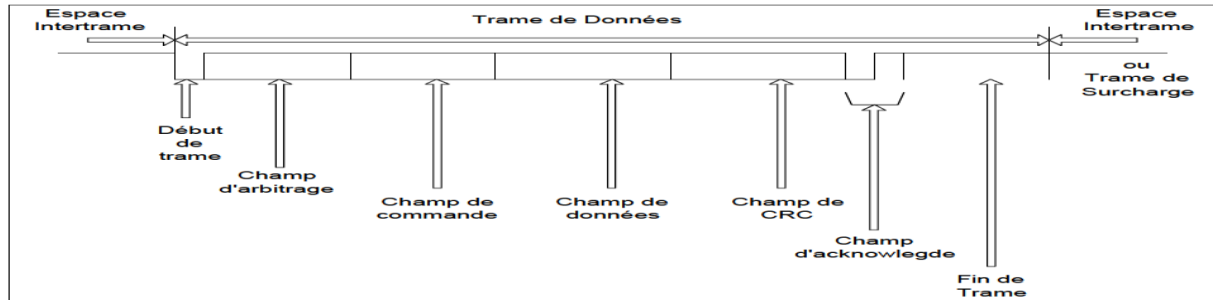 Espace
Intertrame
Trame de Données
Espace
Intertrame
ou
Trame de
Surcharge
Début
de
trame
Champ
d'arbitrage
Champ de
commande
Champ de
données
Champ de
CRC
Champ
d'acknowlegde
Fin de
Trame